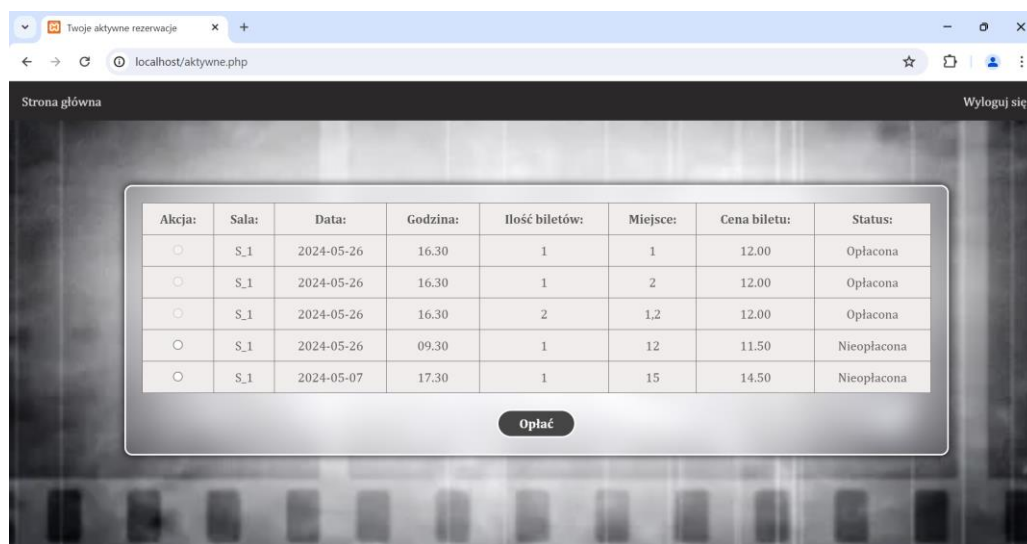 Twoje aktywne rezerwacje
localhost/aktywne.php
Strona główna Wyloguj się
Akcja: Sala: Data: Godzina: Ilość biletów: Miejsce: Cena biletu: Status:
S_1 2024-05-26 16.30 1 1 12.00 Opłacona
S_1 2024-05-26 16.30 1 2 12.00 Opłacona
S_1 2024-05-26 16.30 2 1,2 12.00 Opłacona
S_1 2024-05-26 09.30 1 12 11.50 Nieopłacona
S_1 2024-05-07 17.30 1 15 14.50 Nieopłacona
Opłać